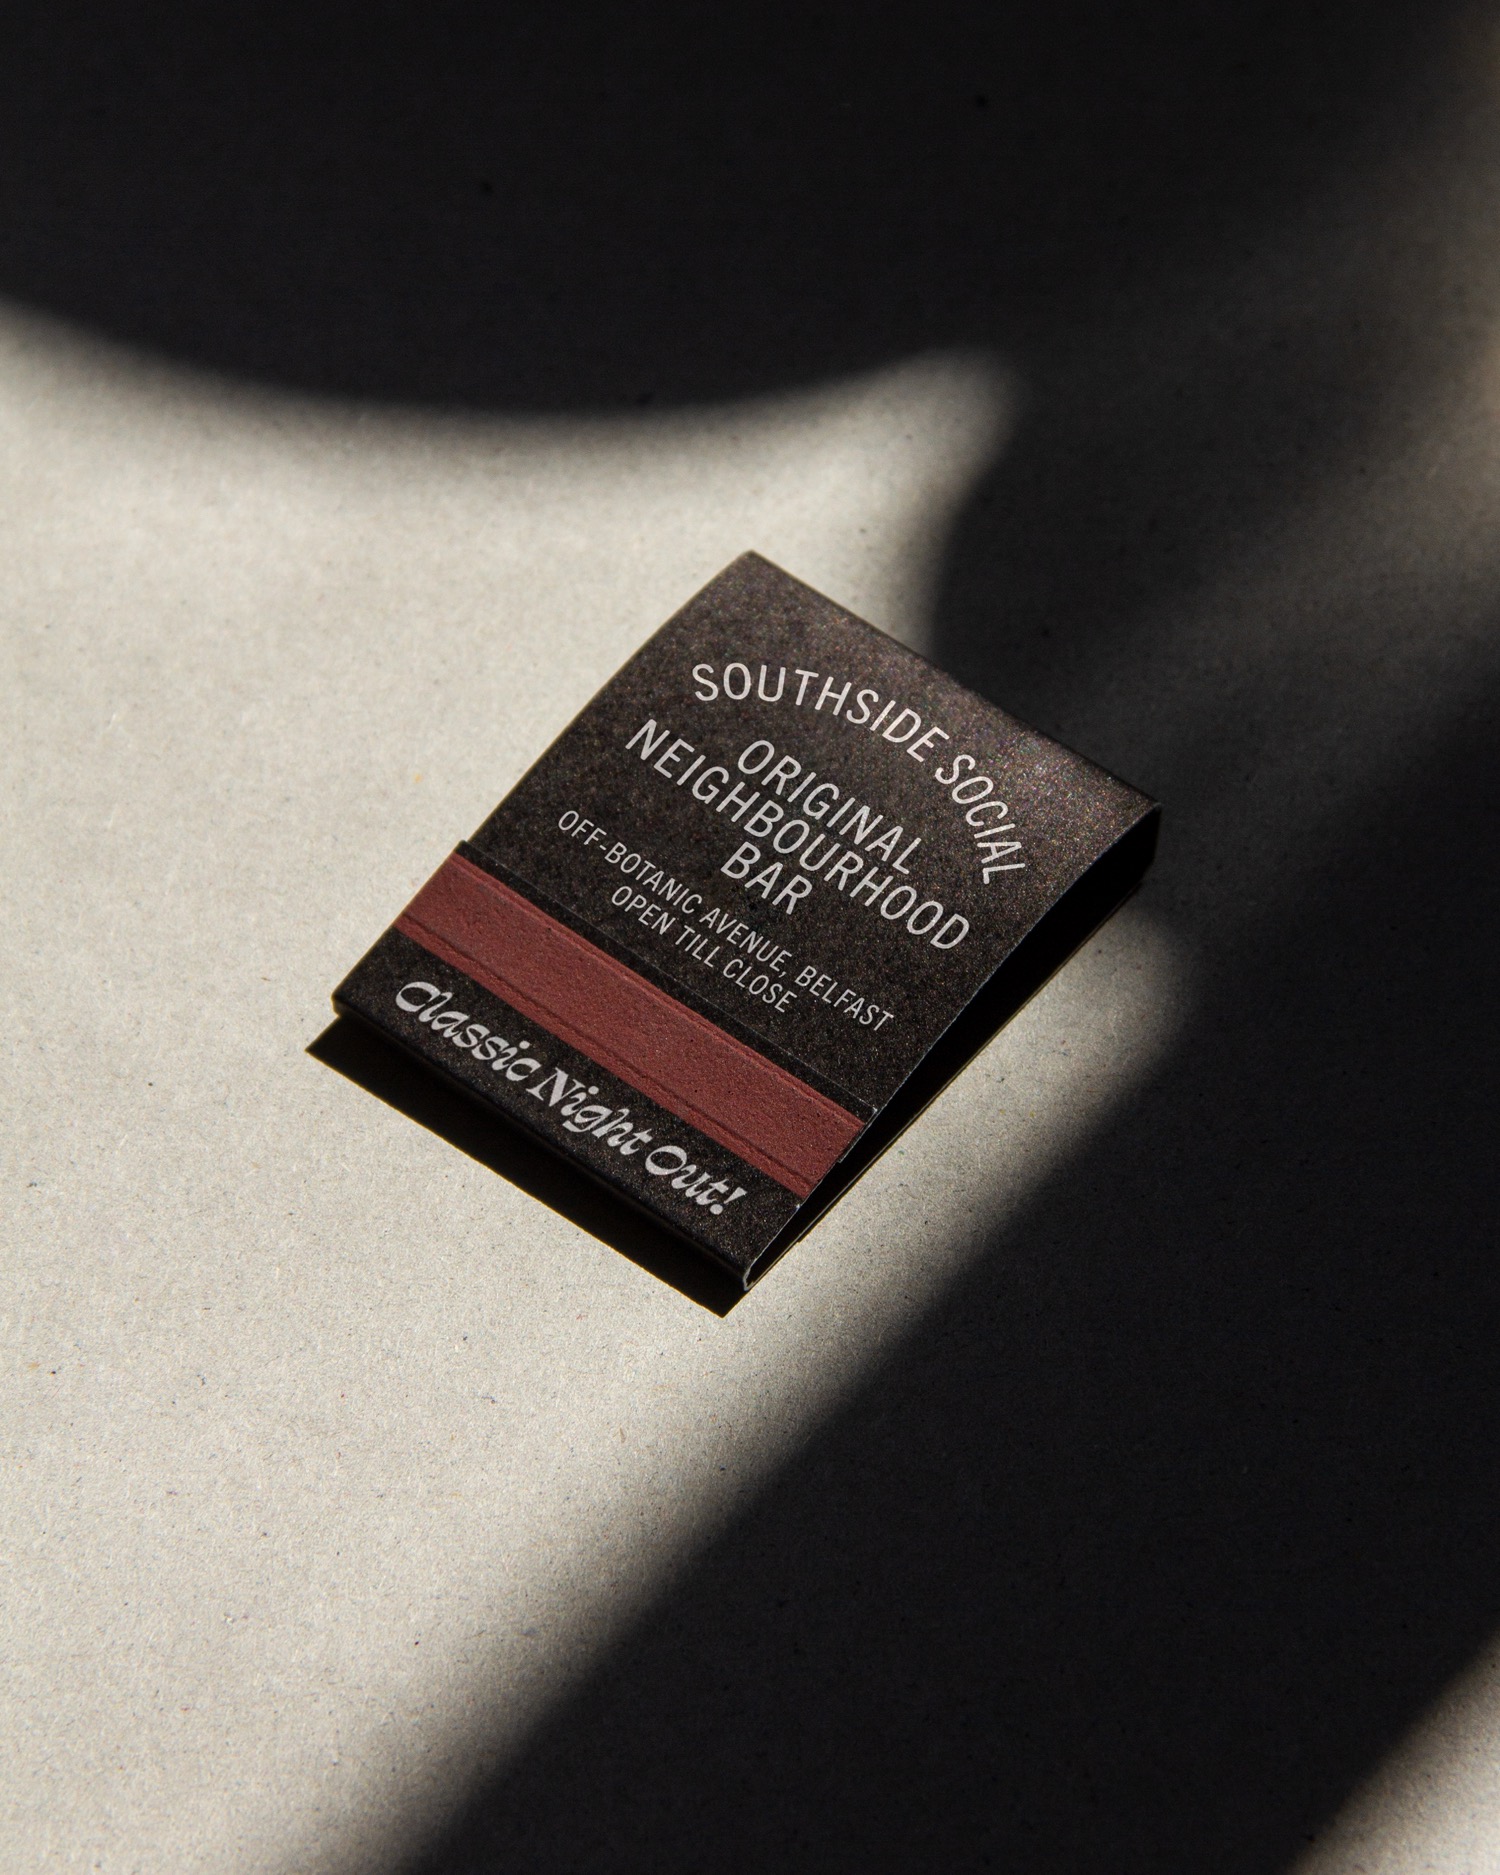 SOUTHSIDE SOCIAL
ORIGINAL
NEIGHBOURHOOD
BAR
OFF-BOTANIC AVENUE, BELFAST
OPEN TILL CLOSE
Classic Night Out!